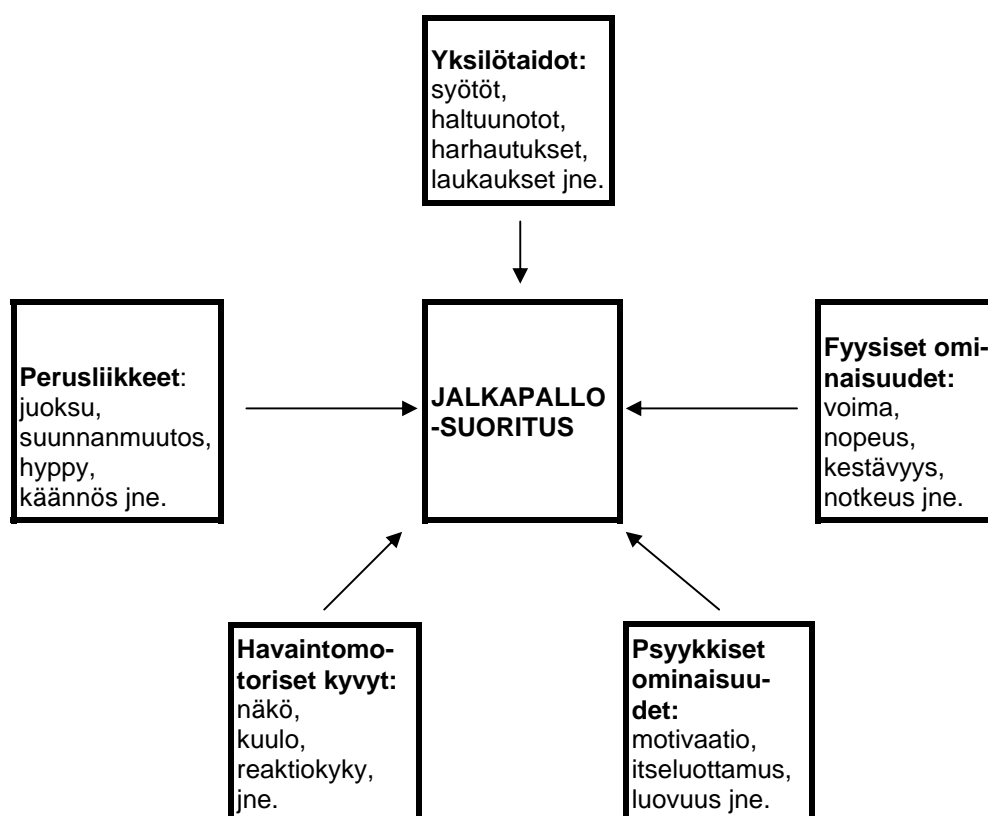 Yksilötaidot:
syötöt,
haltuunotot,
harhautukset,
laukaukset jne.
Perusliikkeet:
juoksu,
suunnanmuutos,
hyppy,
käännös jne.
JALKAPALLO
-SUORITUS
Fyysiset omi-
naisuudet:
voima,
nopeus,
kestävyys,
notkeus jne.
Havaintomo-
toriset kyvyt:
näkö,
kuulo,
reaktiokyky,
jne.
Psyykkiset
ominaisuu-
det:
motivaatio,
itseluottamus,
luovuus jne.